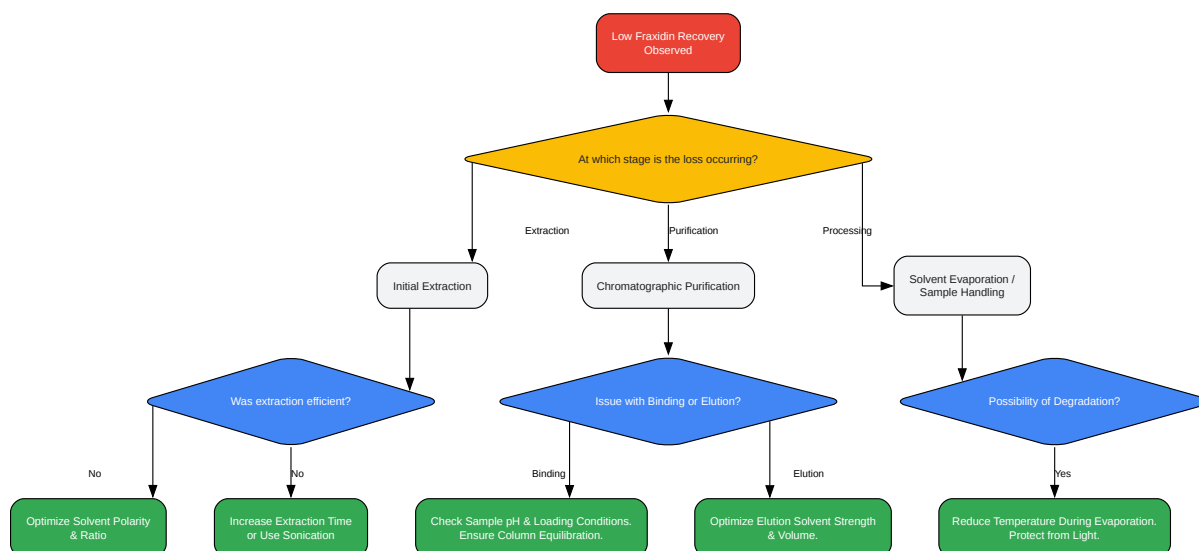 Low Fraxidin Recovery
Observed
At which stage is the loss occurring?
Extraction
Purification
Processing
Initial Extraction
Chromatographic Purification
Solvent Evaporation /
Sample Handling
Was extraction efficient?
Issue with Binding or Elution?
Possibility of Degradation?
No
No
Binding
Elution
Yes
Optimize Solvent Polarity
& Ratio
Increase Extraction Time
or Use Sonication
Check Sample pH & Loading Conditions.
Ensure Column Equilibration.
Optimize Elution Solvent Strength
& Volume.
Reduce Temperature During Evaporation.
Protect from Light.